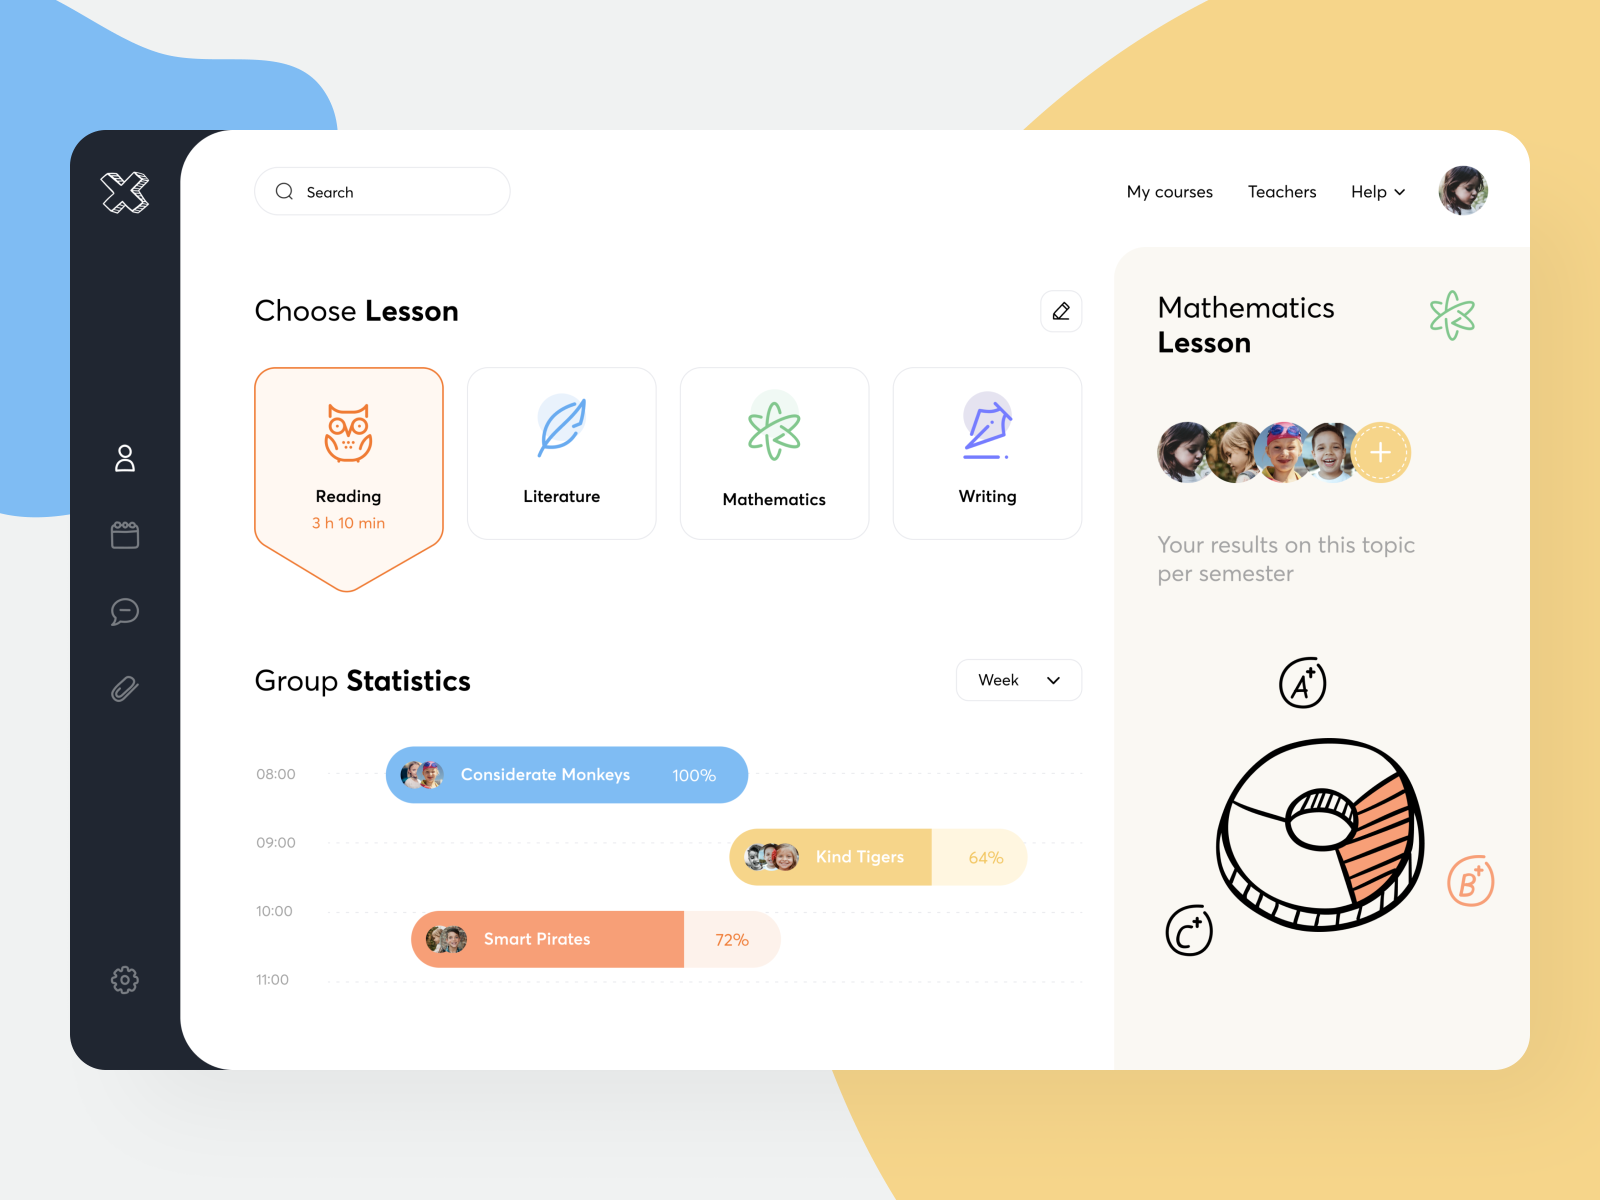 Search
My courses
Teachers
Help
Choose Lesson
Reading
3 h 10 min
Literature
Mathematics
Writing
Group Statistics
Week
08:00
Considerate Monkeys 100%
09:00
Kind Tigers 64%
10:00
Smart Pirates 72%
11:00
Mathematics
Lesson
Your results on this topic
per semester
A+
B+
C+